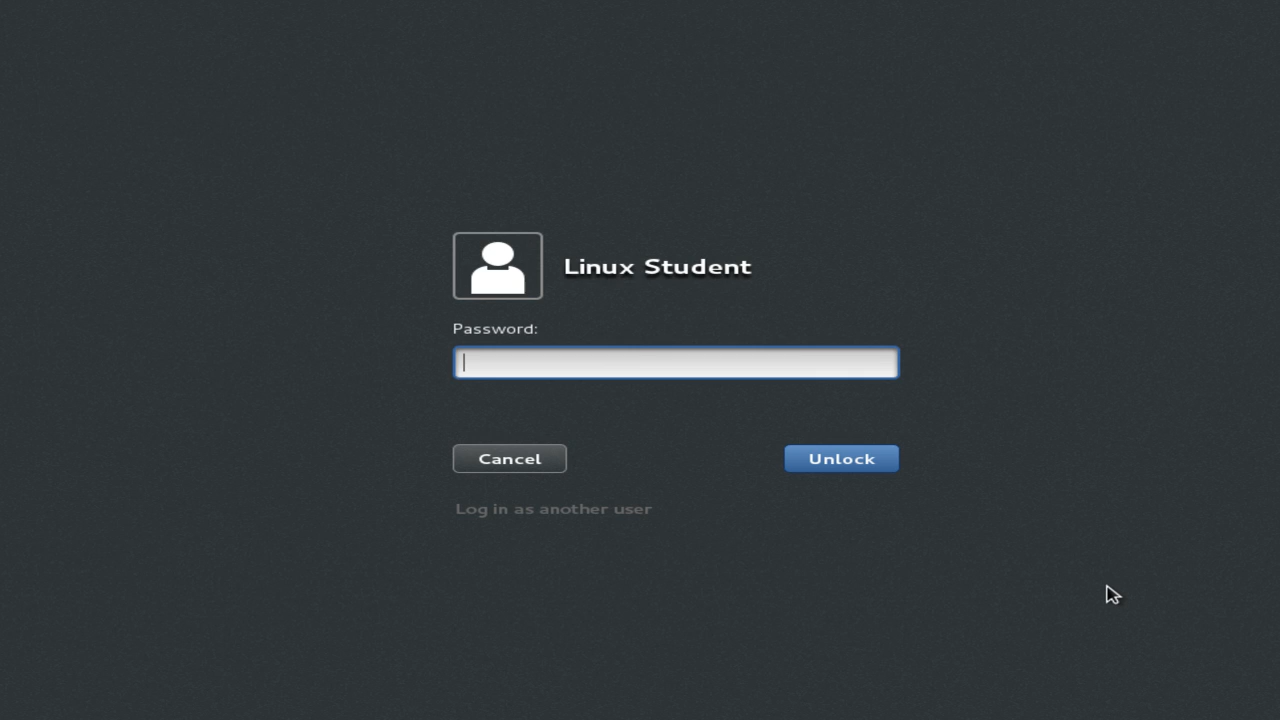 Linux Student
Password:
Cancel
Unlock
Log in as another user